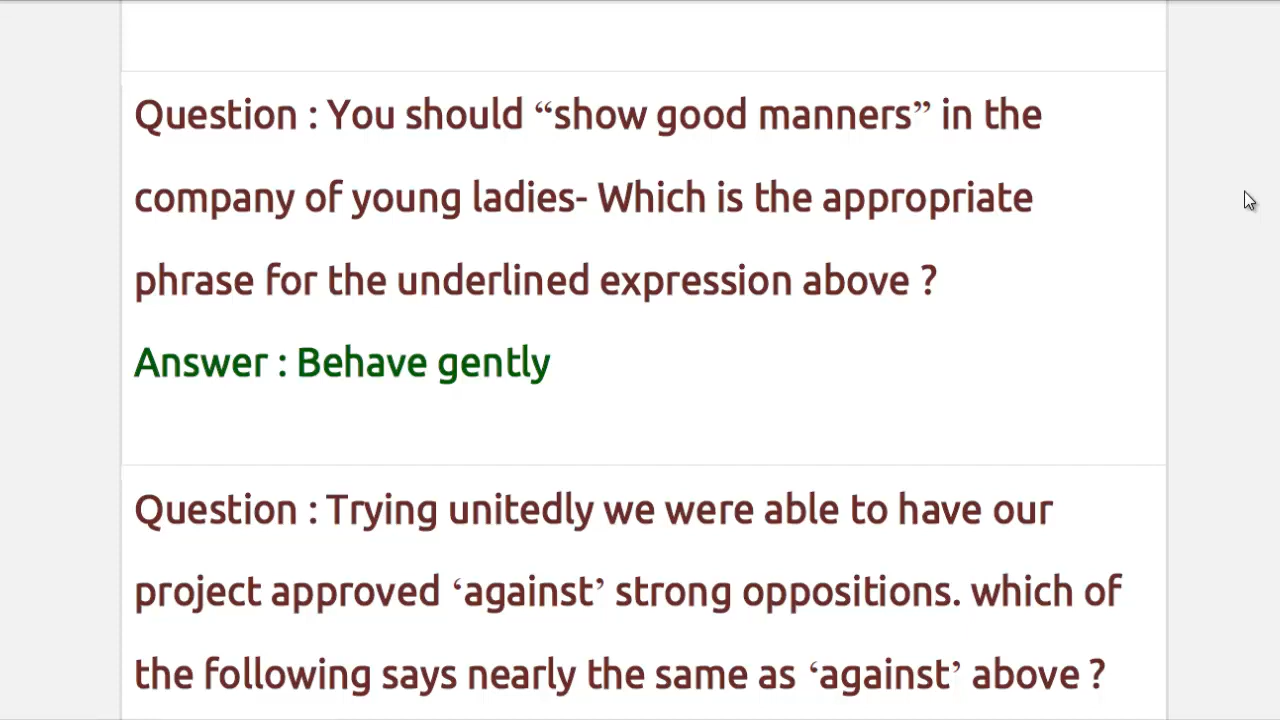 Question : You should “show good manners” in the
company of young ladies- Which is the appropriate
phrase for the underlined expression above ?
Answer : Behave gently
Question : Trying unitedly we were able to have our
project approved ‘against’ strong oppositions. which of
the following says nearly the same as ‘against’ above ?